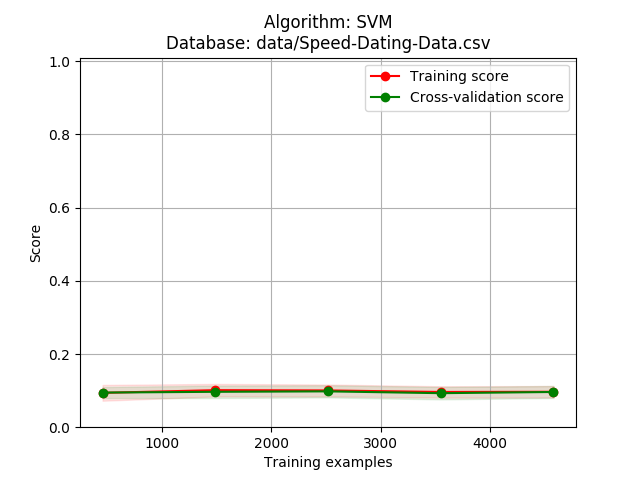 Algorithm: SVM
Database: data/Speed-Dating-Data.csv
1.0
0.8
0.6
0.4
0.2
0.0
Score
Training score
Cross-validation score
1000 2000 3000 4000
Training examples